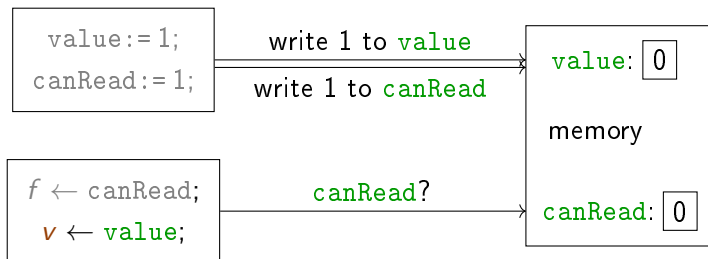 value:=1;
canRead:=1;
write 1 to value
write 1 to canRead
value: 0
memory
canRead: 0
f ← canRead;
v ← value;
canRead?